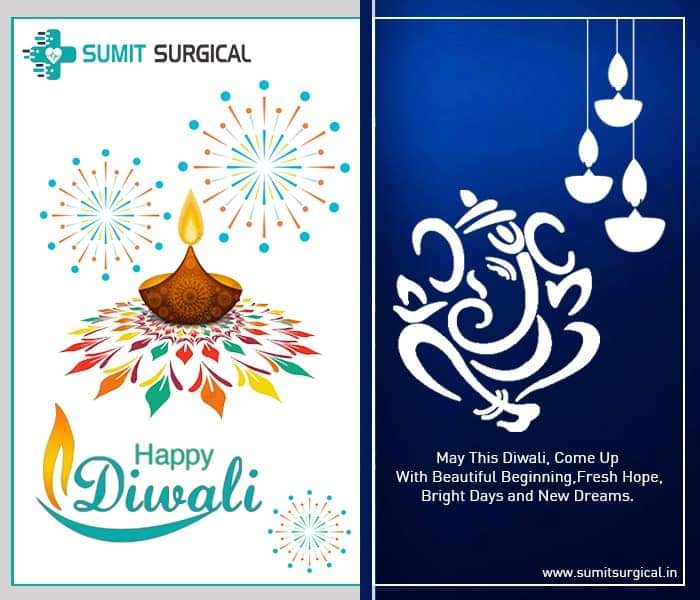 SUMIT SURGICAL
Happy
Diwali
May This Diwali, Come Up
With Beautiful Beginning,Fresh Hope,
Bright Days and New Dreams.
www.sumitsurgical.in